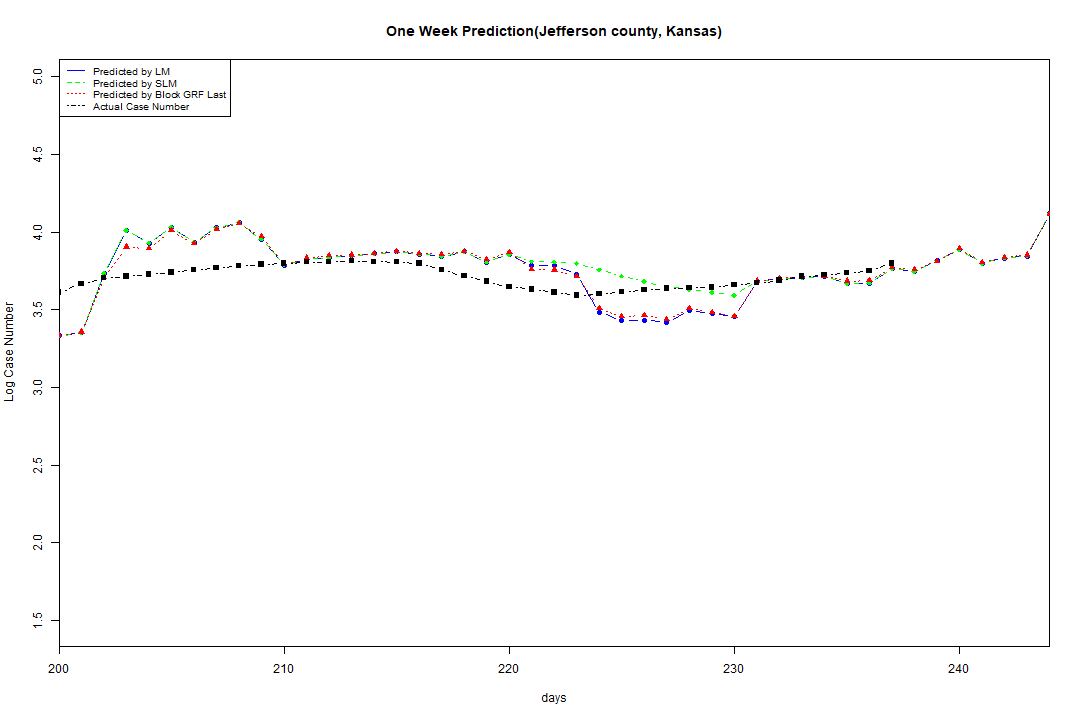 One Week Prediction(Jefferson county, Kansas)
Predicted by LM
Predicted by SLM
Predicted by Block GRF Last
Actual Case Number
5.0
4.5
4.0
3.5
3.0
2.5
2.0
1.5
Log Case Number
200 210 220 230 240
days